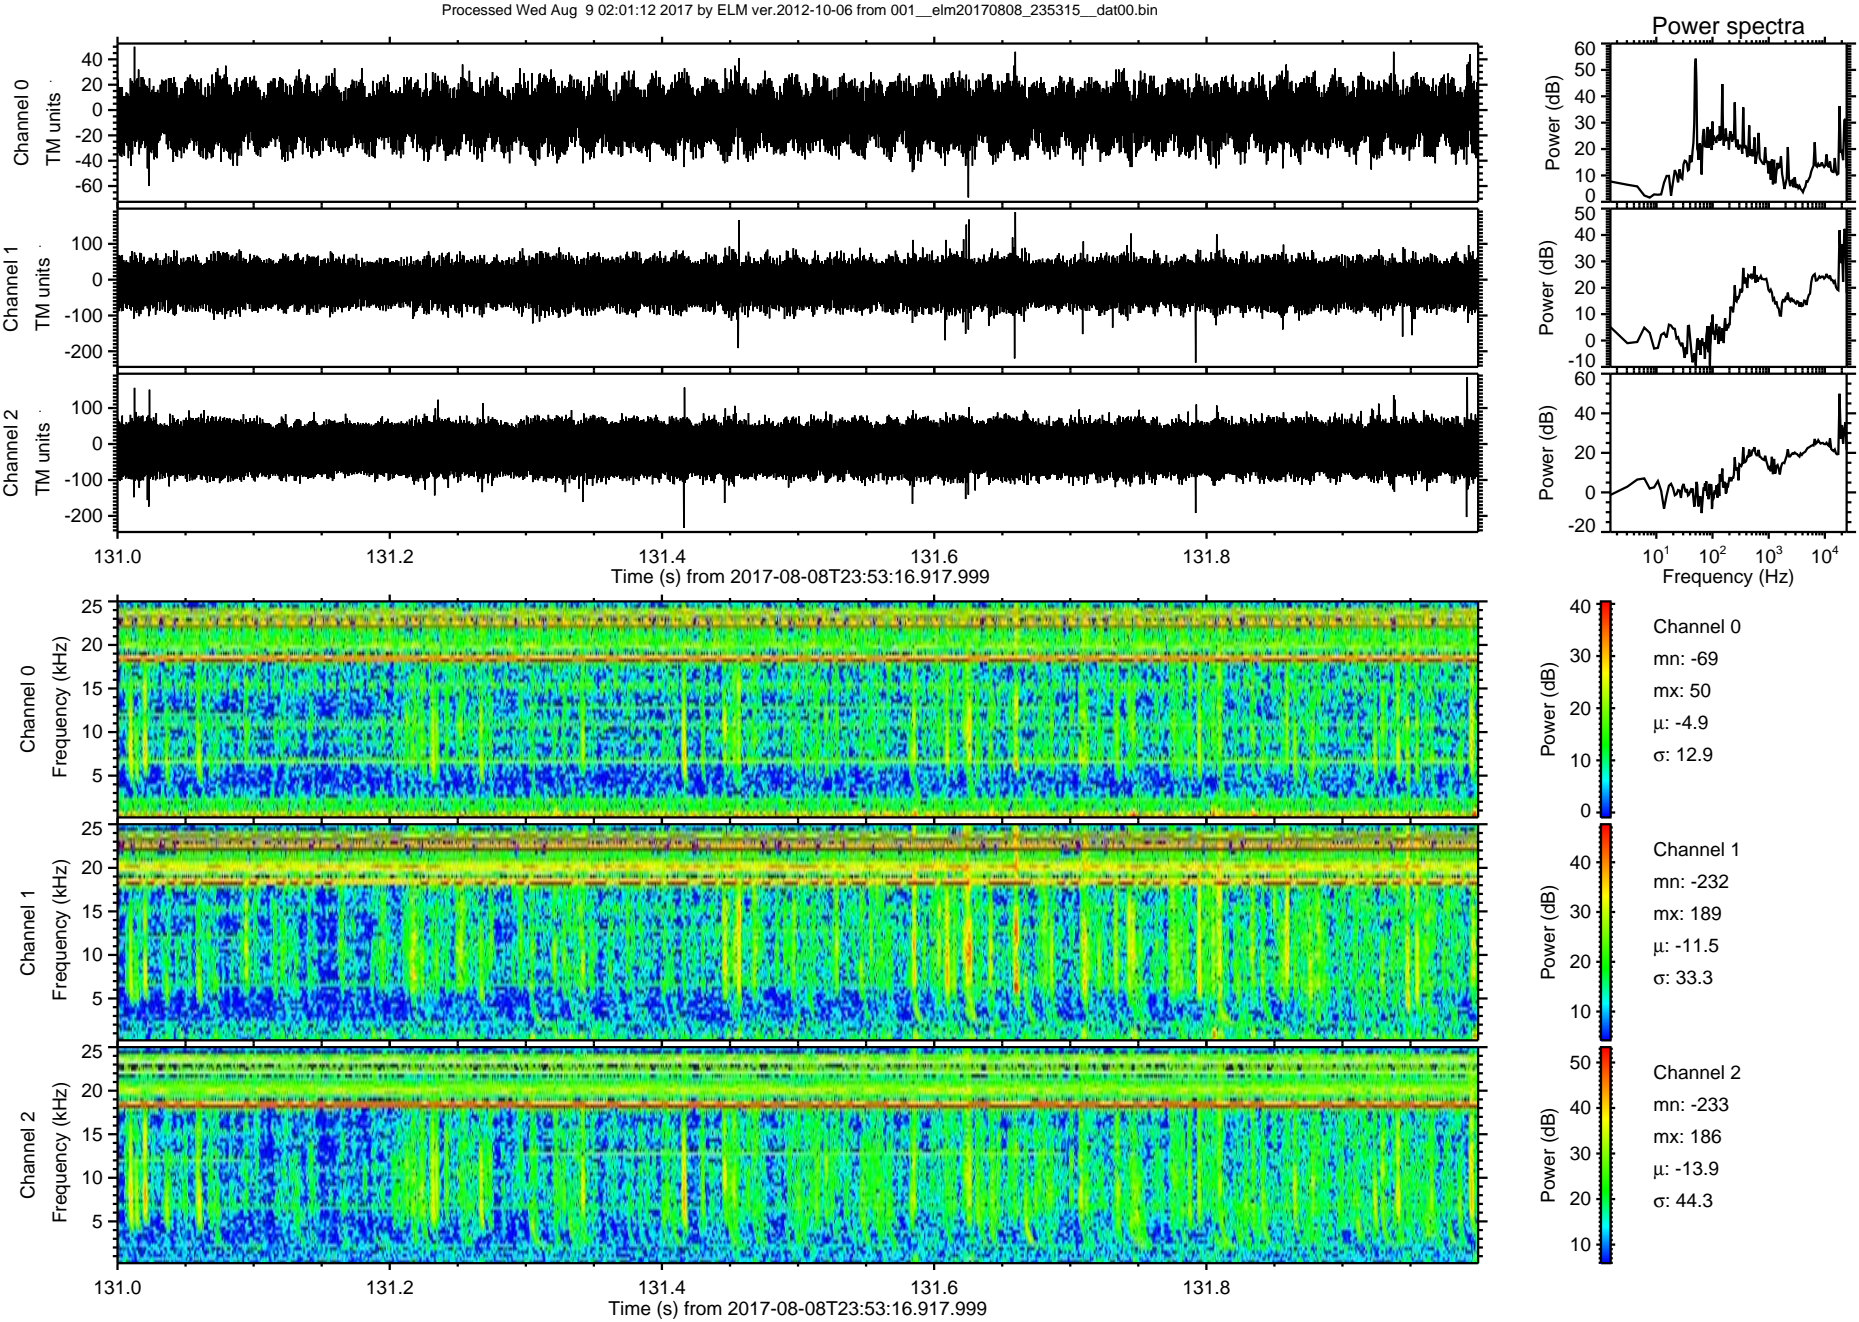 Processed Wed Aug  9 02:01:12 2017 by ELM ver.2012-10-06 from 001__elm20170808_235315__dat00.bin
Power spectra
Channel 0
TM units
40
20
0
-20
-40
-60
Power (dB)
60
50
40
30
20
10
0
Channel 1
TM units
100
0
-100
-200
Power (dB)
50
40
30
20
10
0
-10
Channel 2
TM units
100
0
-100
-200
Power (dB)
60
40
20
0
-20
131.0 131.2 131.4 131.6 131.8
Time (s) from 2017-08-08T23:53:16.917.999
10^1 10^2 10^3 10^4
Frequency (Hz)
Channel 0
Frequency (kHz)
25
20
15
10
5
Power (dB)
40
30
20
10
0
Channel 0
mn: -69
mx: 50
μ: -4.9
σ: 12.9
Channel 1
Frequency (kHz)
25
20
15
10
5
Power (dB)
40
30
20
10
Channel 1
mn: -232
mx: 189
μ: -11.5
σ: 33.3
Channel 2
Frequency (kHz)
25
20
15
10
5
Power (dB)
50
40
30
20
10
Channel 2
mn: -233
mx: 186
μ: -13.9
σ: 44.3
131.0 131.2 131.4 131.6 131.8
Time (s) from 2017-08-08T23:53:16.917.999